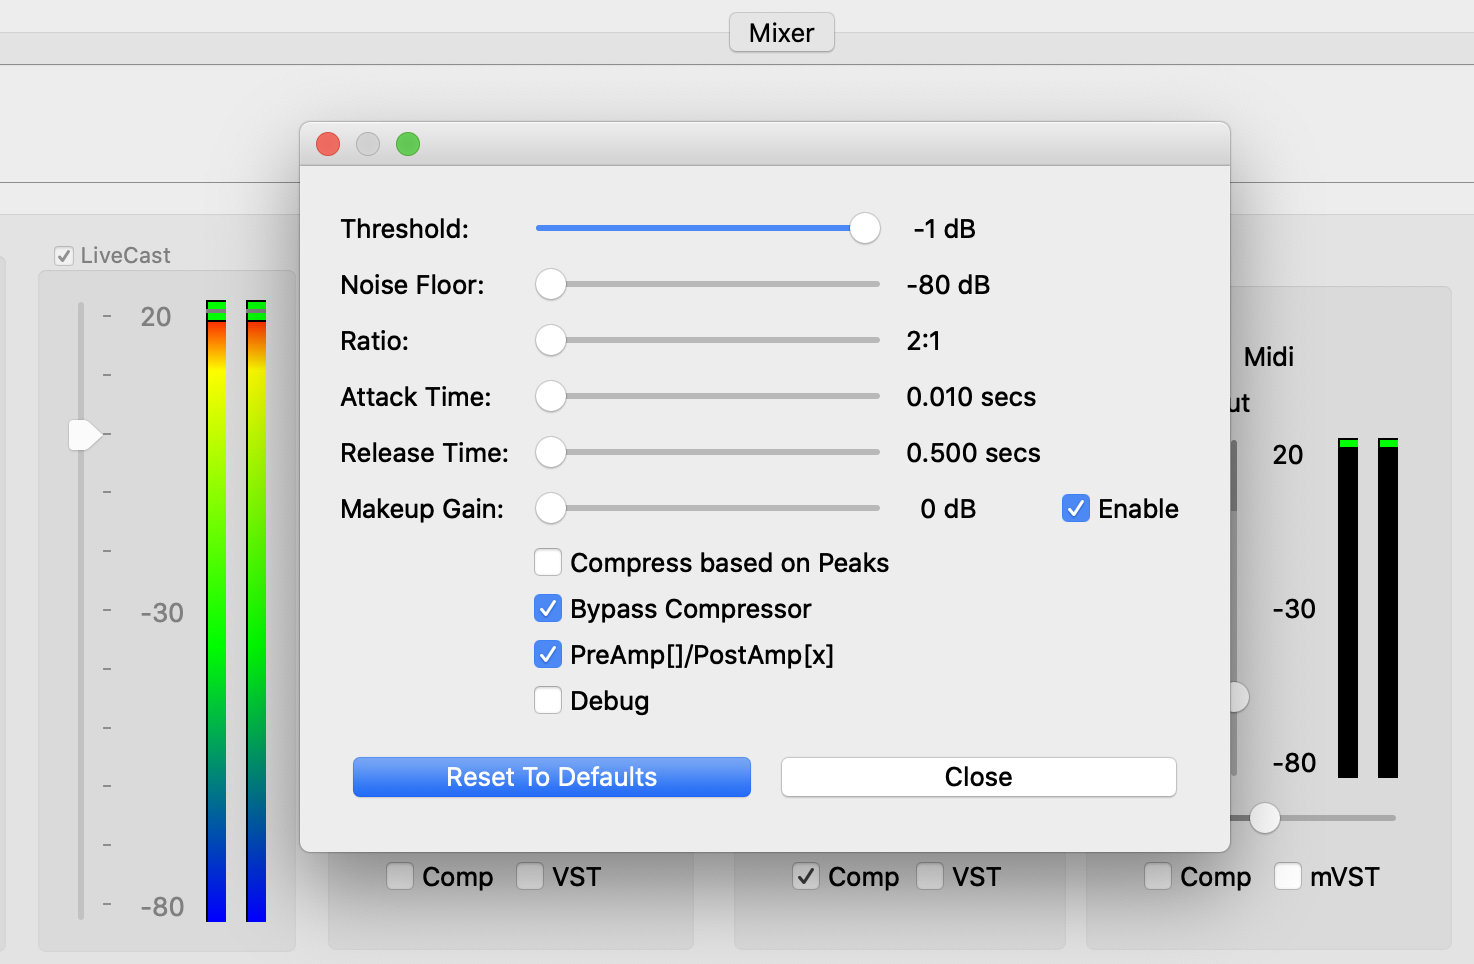 Mixer
LiveCast
20
-30
-80
Threshold: -1 dB
Noise Floor: -80 dB
Ratio: 2:1
Attack Time: 0.010 secs
Release Time: 0.500 secs
Makeup Gain: 0 dB Enable
Compress based on Peaks
Bypass Compressor
PreAmp[]/PostAmp[x]
Debug
Reset To Defaults Close
Midi
ut
20
-30
-80
Comp VST Comp VST Comp mVST